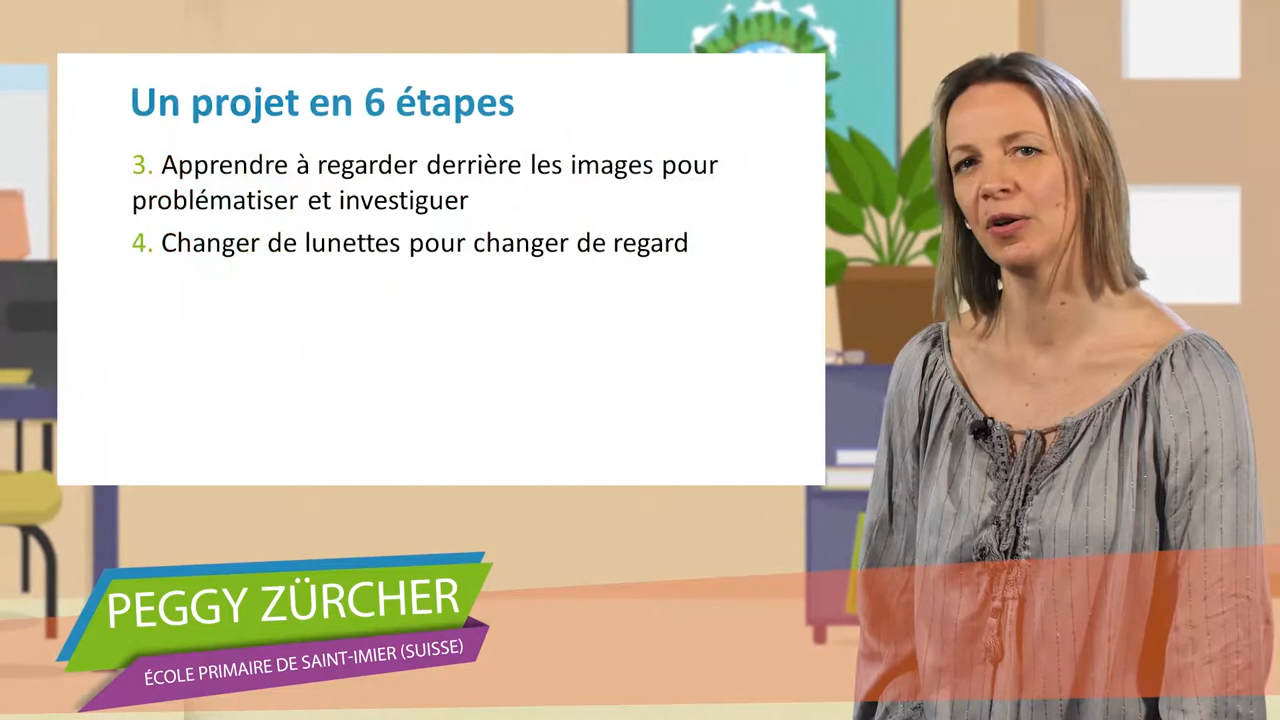 Un projet en 6 étapes
3. Apprendre à regarder derrière les images pour
problématiser et investiguer
4. Changer de lunettes pour changer de regard
PEGGY ZÜRCHER
ÉCOLE PRIMAIRE DE SAINT-IMIER (SUISSE)